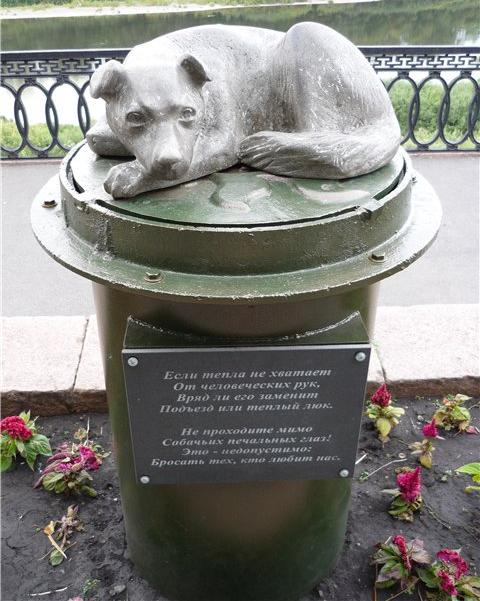 Если тепла не хватает
От человеческих рук,
Вряд ли его заменит
Подъезд или теплый люк.
Не проходите мимо
Собачьих печальных глаз!
Это - недопустимо:
Бросать тех, кто любит нас.